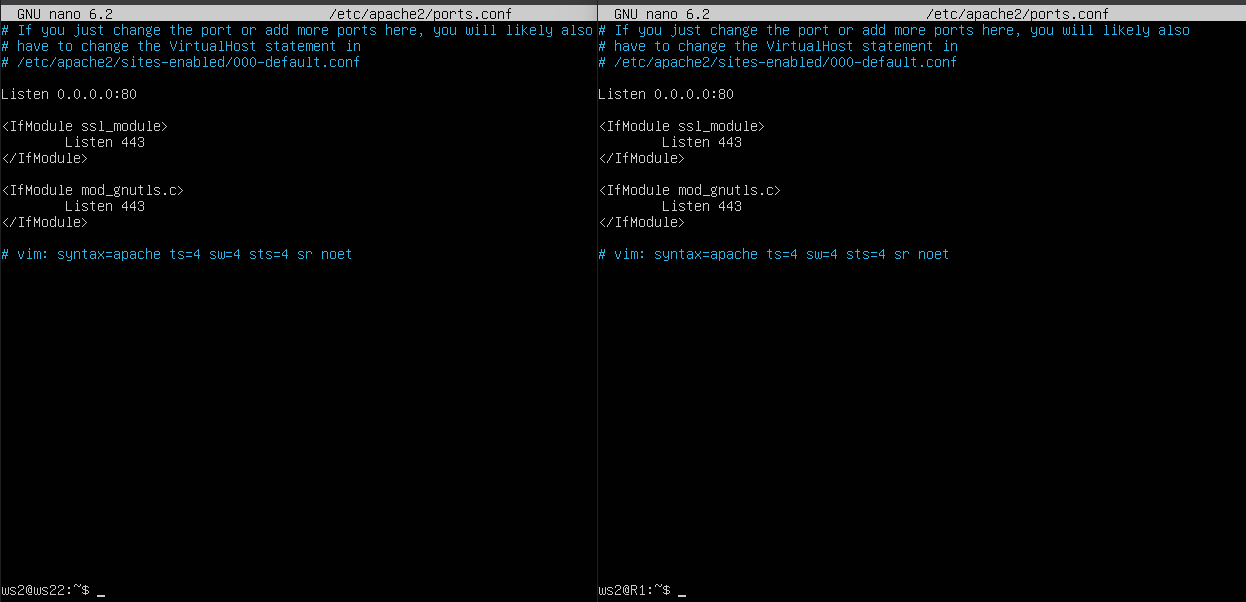 GNU nano 6.2 /etc/apache2/ports.conf
# If you just change the port or add more ports here, you will likely also
# have to change the VirtualHost statement in
# /etc/apache2/sites-enabled/000-default.conf
Listen 0.0.0.0:80
<IfModule ssl_module>
Listen 443
</IfModule>
<IfModule mod_gnutls.c>
Listen 443
</IfModule>
# vim: syntax=apache ts=4 sw=4 sts=4 sr noet
ws2@ws22:~$ _
GNU nano 6.2 /etc/apache2/ports.conf
# If you just change the port or add more ports here, you will likely also
# have to change the VirtualHost statement in
# /etc/apache2/sites-enabled/000-default.conf
Listen 0.0.0.0:80
<IfModule ssl_module>
Listen 443
</IfModule>
<IfModule mod_gnutls.c>
Listen 443
</IfModule>
# vim: syntax=apache ts=4 sw=4 sts=4 sr noet
ws2@R1:~$ _